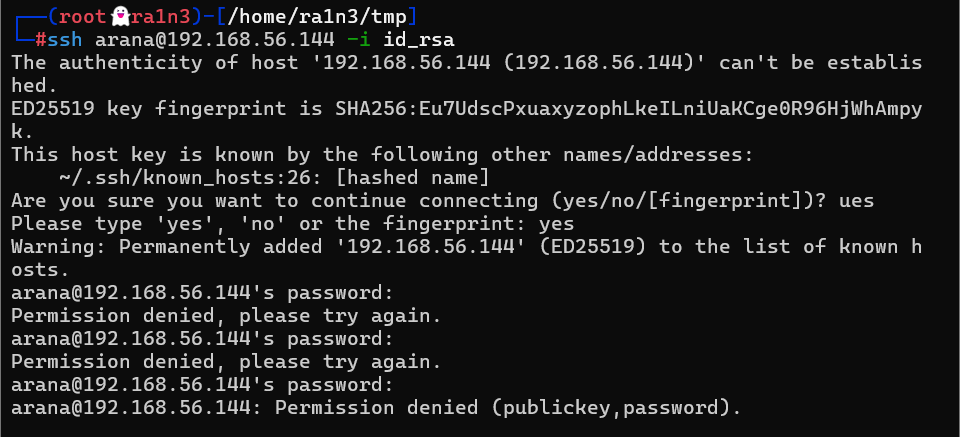 ┌──(root👻ra1n3)-[/home/ra1n3/tmp]
└─#ssh arana@192.168.56.144 -i id_rsa
The authenticity of host '192.168.56.144 (192.168.56.144)' can't be establis
hed.
ED25519 key fingerprint is SHA256:Eu7UdscPxuaxyzophLkeILniUaKCge0R96HjWhAmpy
k.
This host key is known by the following other names/addresses:
    ~/.ssh/known_hosts:26: [hashed name]
Are you sure you want to continue connecting (yes/no/[fingerprint])? ues
Please type 'yes', 'no' or the fingerprint: yes
Warning: Permanently added '192.168.56.144' (ED25519) to the list of known h
osts.
arana@192.168.56.144's password:
Permission denied, please try again.
arana@192.168.56.144's password:
Permission denied, please try again.
arana@192.168.56.144's password:
arana@192.168.56.144: Permission denied (publickey,password).